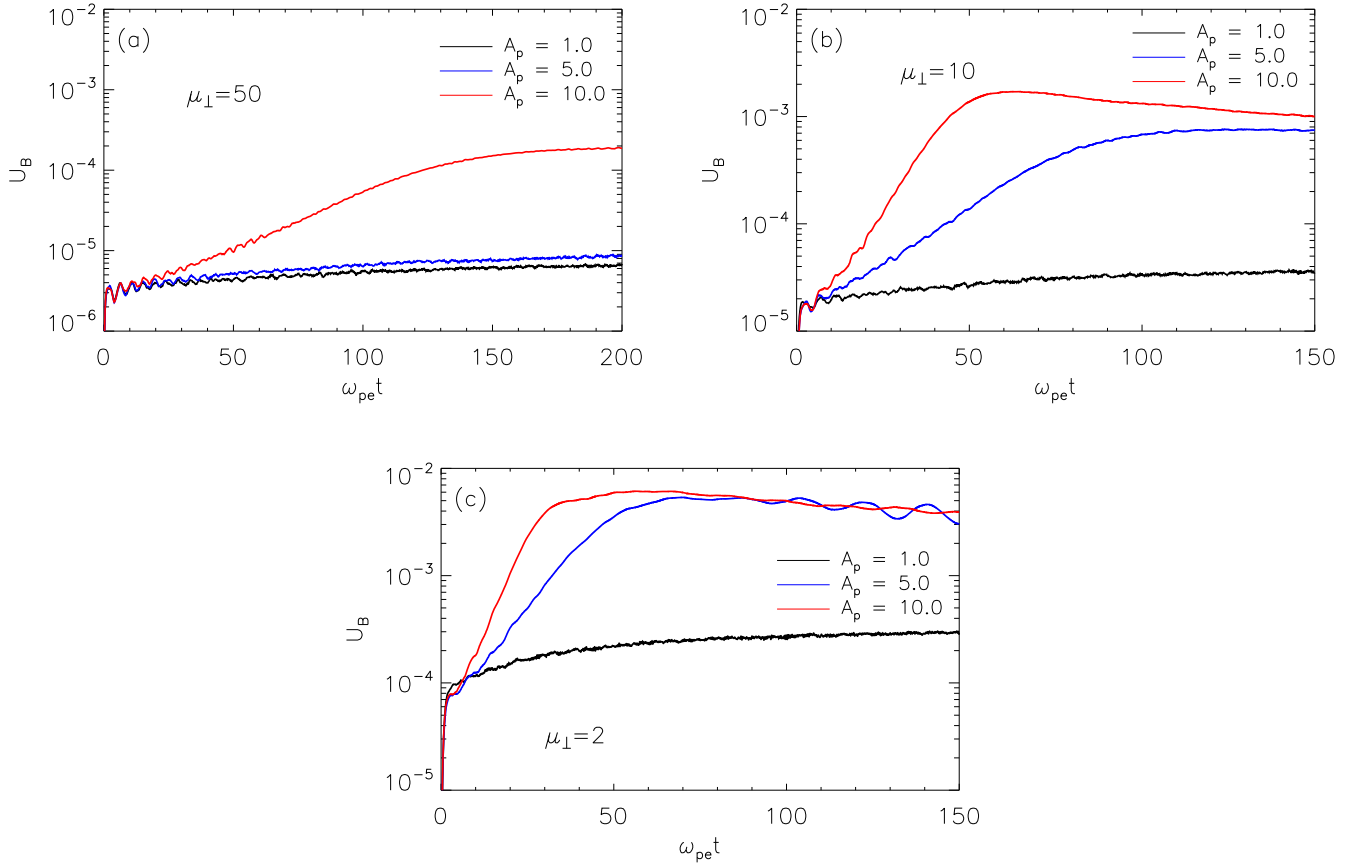 (a)
A_p = 1.0
A_p = 5.0
A_p = 10.0
μ_⊥=50
10^-2
10^-3
10^-4
10^-5
10^-6
U_B
0 50 100 150 200
ω_pe t
(b)
A_p = 1.0
A_p = 5.0
A_p = 10.0
μ_⊥=10
10^-2
10^-3
10^-4
10^-5
U_B
0 50 100 150
ω_pe t
(c)
A_p = 1.0
A_p = 5.0
A_p = 10.0
μ_⊥=2
10^-2
10^-3
10^-4
10^-5
U_B
0 50 100 150
ω_pe t